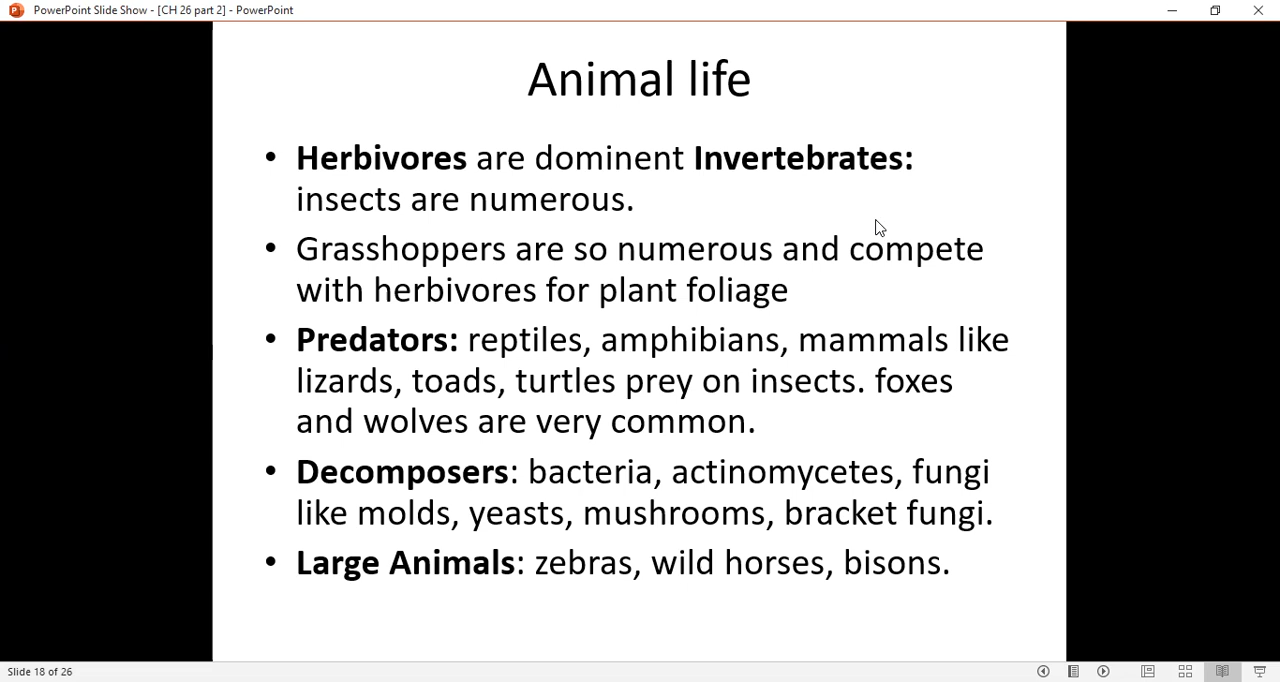 PowerPoint Slide Show - [CH 26 part 2] - PowerPoint
Animal life
• Herbivores are dominent Invertebrates:
insects are numerous.
• Grasshoppers are so numerous and compete
with herbivores for plant foliage
• Predators: reptiles, amphibians, mammals like
lizards, toads, turtles prey on insects. foxes
and wolves are very common.
• Decomposers: bacteria, actinomycetes, fungi
like molds, yeasts, mushrooms, bracket fungi.
• Large Animals: zebras, wild horses, bisons.
Slide 18 of 26